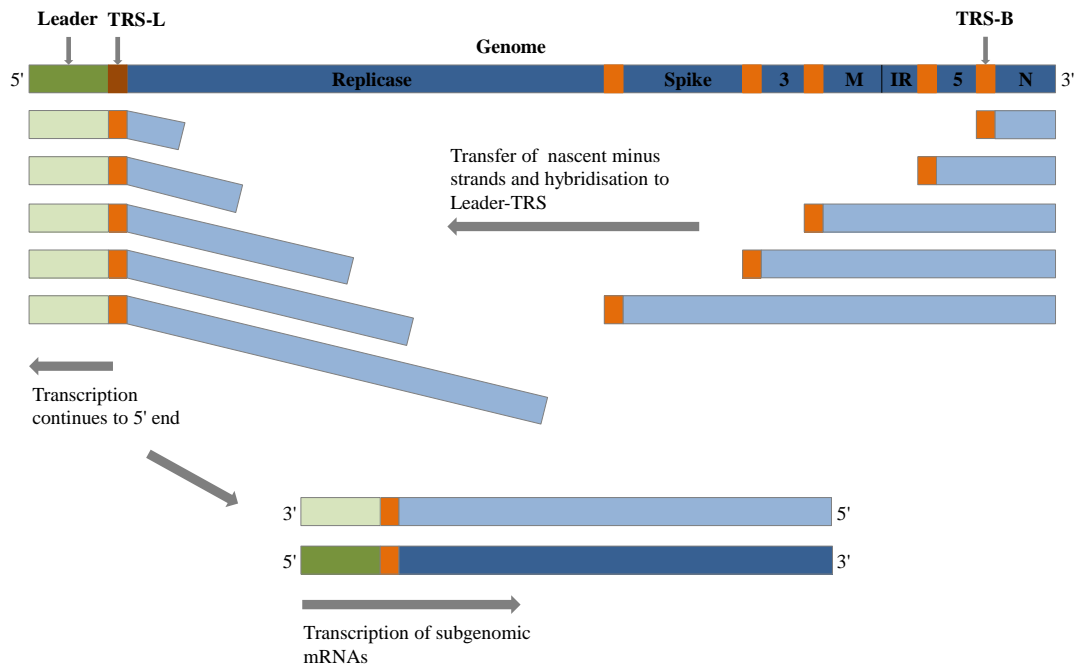 Leader TRS-L TRS-B
Genome
5' Replicase Spike 3 M IR 5 N 3'
Transfer of nascent minus
strands and hybridisation to
Leader-TRS
Transcription
continues to 5' end
3' 5'
5' 3'
Transcription of subgenomic
mRNAs